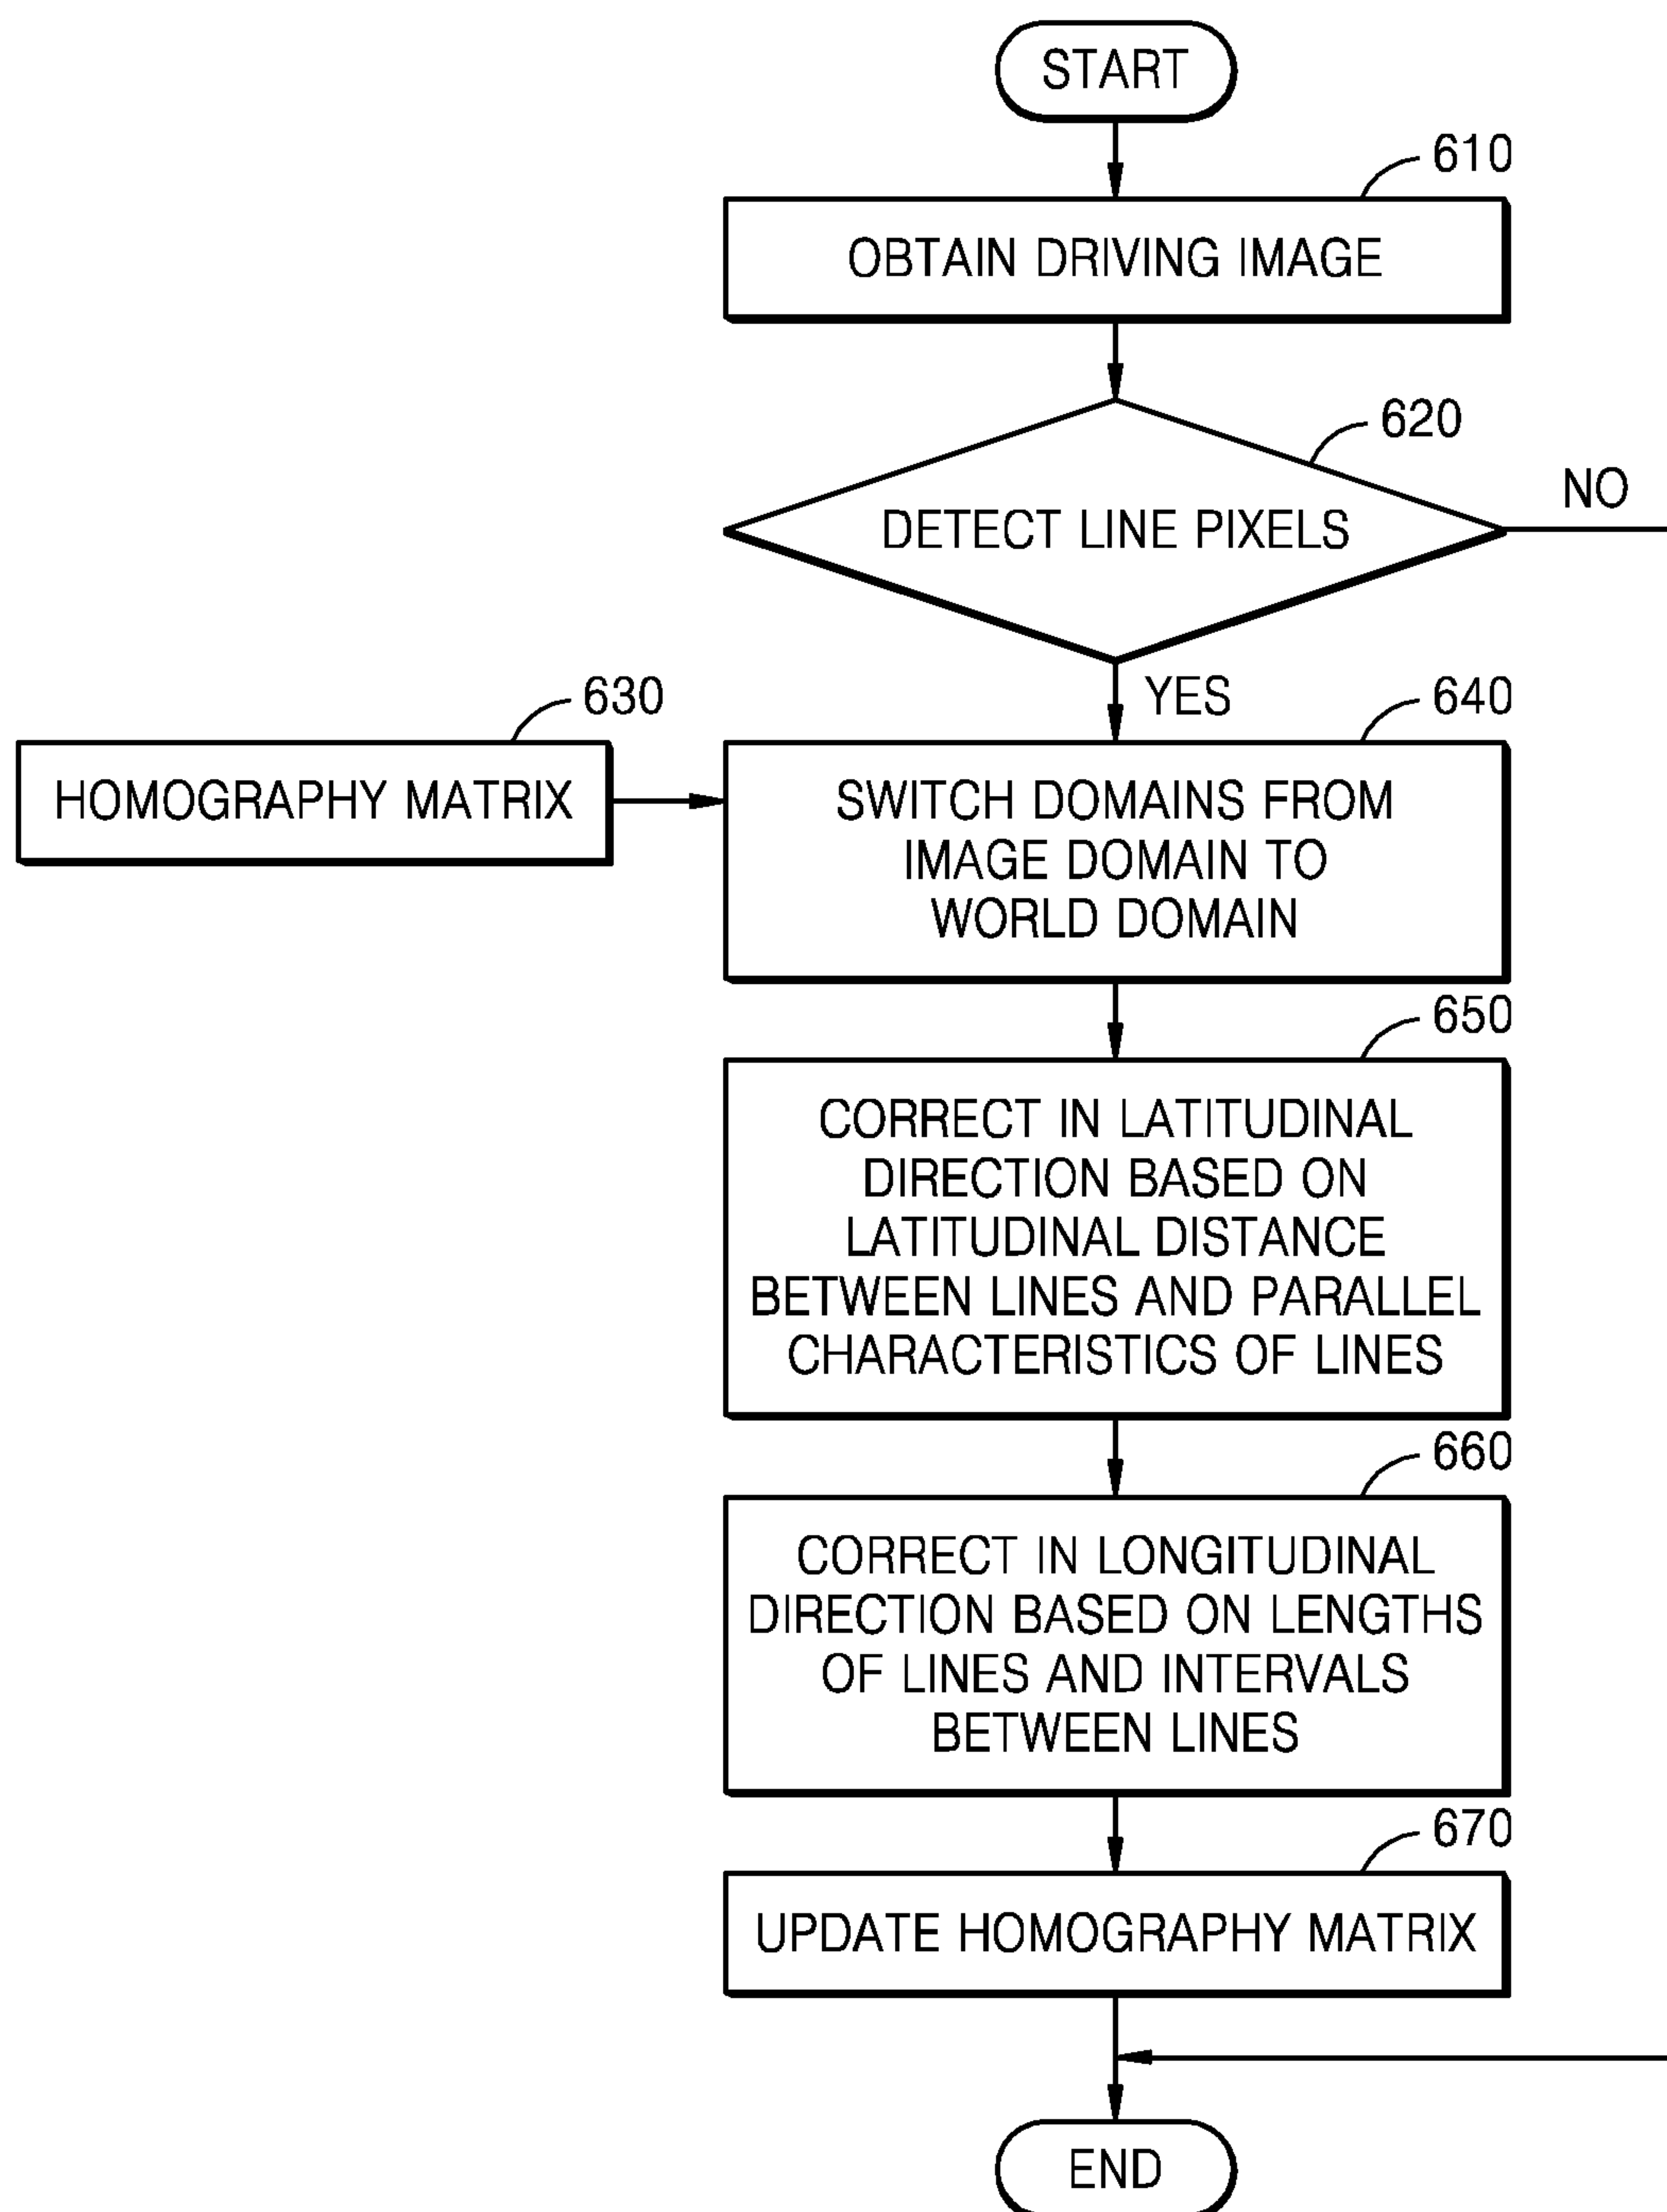 START
610
OBTAIN DRIVING IMAGE
620
DETECT LINE PIXELS
NO
YES
630
HOMOGRAPHY MATRIX
640
SWITCH DOMAINS FROM
IMAGE DOMAIN TO
WORLD DOMAIN
650
CORRECT IN LATITUDINAL
DIRECTION BASED ON
LATITUDINAL DISTANCE
BETWEEN LINES AND PARALLEL
CHARACTERISTICS OF LINES
660
CORRECT IN LONGITUDINAL
DIRECTION BASED ON LENGTHS
OF LINES AND INTERVALS
BETWEEN LINES
670
UPDATE HOMOGRAPHY MATRIX
END